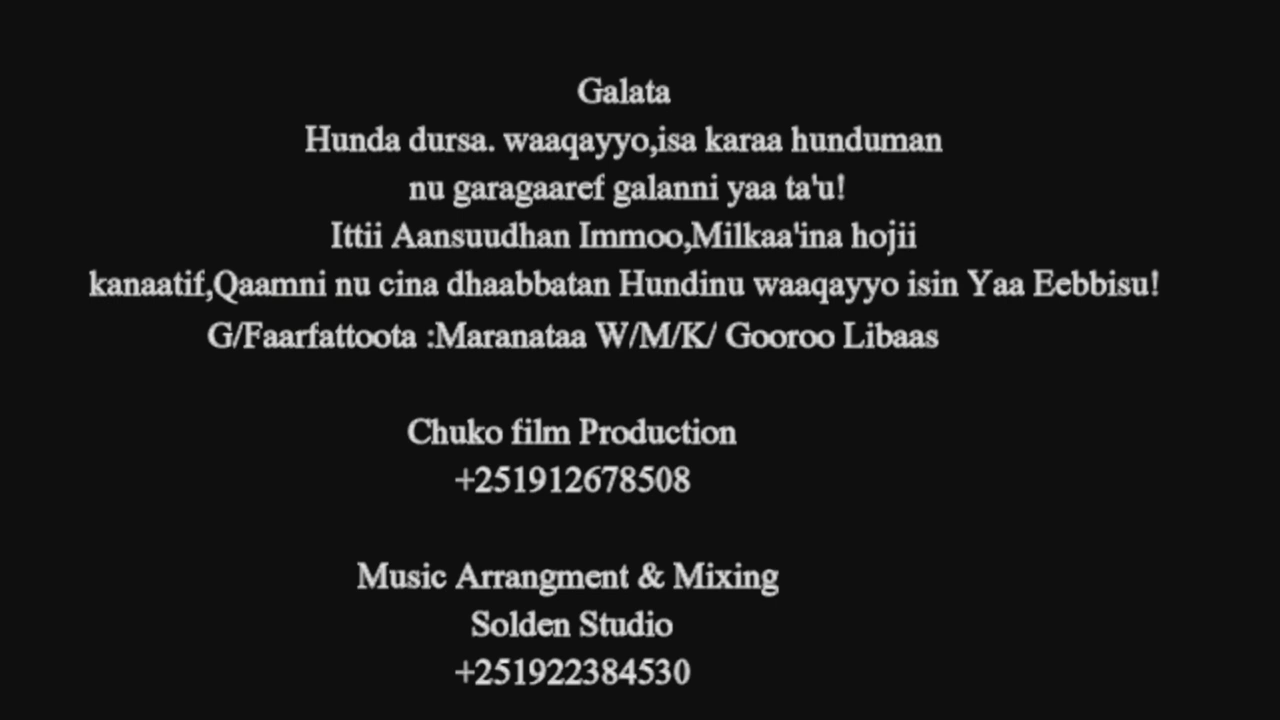 Galata
Hunda dursa. waaqayyo,isa karaa hunduman
nu garagaaref galanni yaa ta'u!
Ittii Aansuudhan Immoo,Milkaa'ina hojii
kanaatif,Qaamni nu cina dhaabbatan Hundinu waaqayyo isin Yaa Eebbisu!
G/Faarfattoota :Maranataa W/M/K/ Gooroo Libaas
Chuko film Production
+251912678508
Music Arrangment & Mixing
Solden Studio
+251922384530